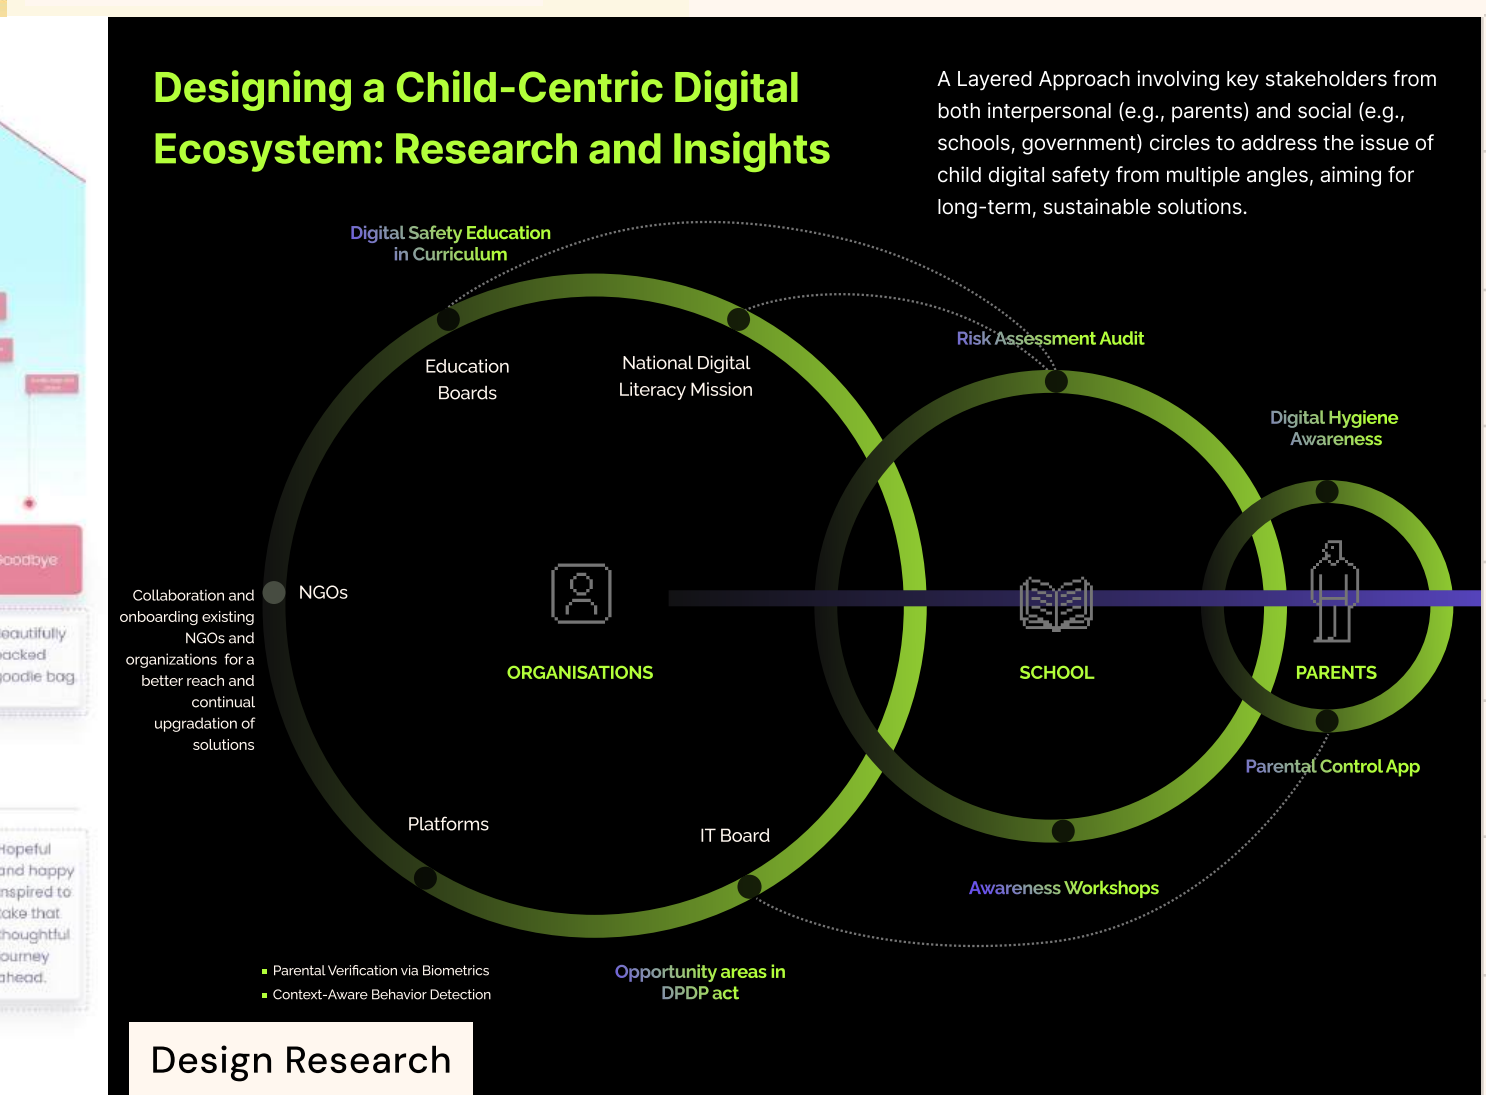 Designing a Child-Centric Digital
Ecosystem: Research and Insights
A Layered Approach involving key stakeholders from
both interpersonal (e.g., parents) and social (e.g.,
schools, government) circles to address the issue of
child digital safety from multiple angles, aiming for
long-term, sustainable solutions.
Digital Safety Education
in Curriculum
Education
Boards
National Digital
Literacy Mission
Risk Assessment Audit
Digital Hygiene
Awareness
NGOs
Collaboration and
onboarding existing
NGOs and
organizations for a
better reach and
continual
upgradation of
solutions
ORGANISATIONS
SCHOOL
PARENTS
Parental Control App
Platforms
IT Board
Awareness Workshops
Parental Verification via Biometrics
Context-Aware Behavior Detection
Opportunity areas in
DPDP act
Design Research
Goodbye
eautifully
packed
goodie bag.
Hopeful
and happy
inspired to
take that
thoughtful
journey
ahead.